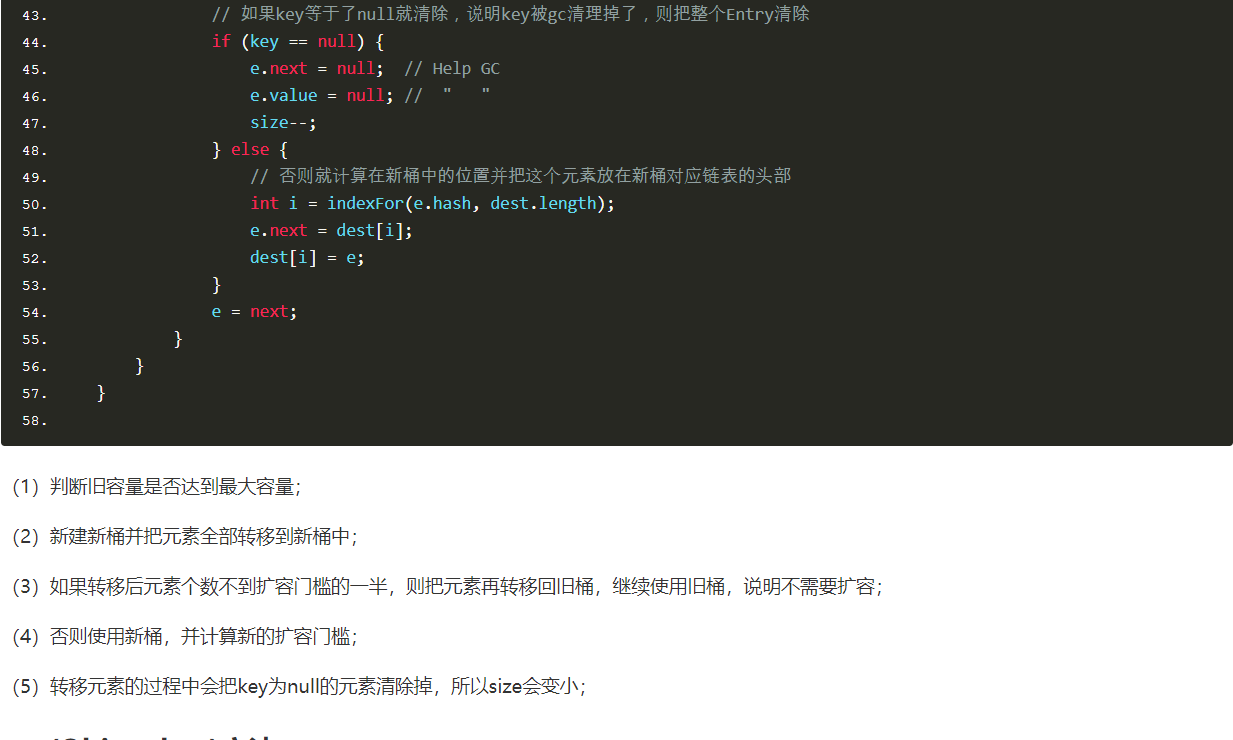 43. // 如果key等于了null就清除，说明key被gc清理掉了，则把整个Entry清除
44. if (key == null) {
45. e.next = null;  // Help GC
46. e.value = null; //  "   "
47. size--;
48. } else {
49. // 否则就计算在新桶中的位置并把这个元素放在新桶对应链表的头部
50. int i = indexFor(e.hash, dest.length);
51. e.next = dest[i];
52. dest[i] = e;
53. }
54. e = next;
55. }
56. }
57. }
58.
（1）判断旧容量是否达到最大容量；
（2）新建新桶并把元素全部转移到新桶中；
（3）如果转移后元素个数不到扩容门槛的一半，则把元素再转移回旧桶，继续使用旧桶，说明不需要扩容；
（4）否则使用新桶，并计算新的扩容门槛；
（5）转移元素的过程中会把key为null的元素清除掉，所以size会变小；